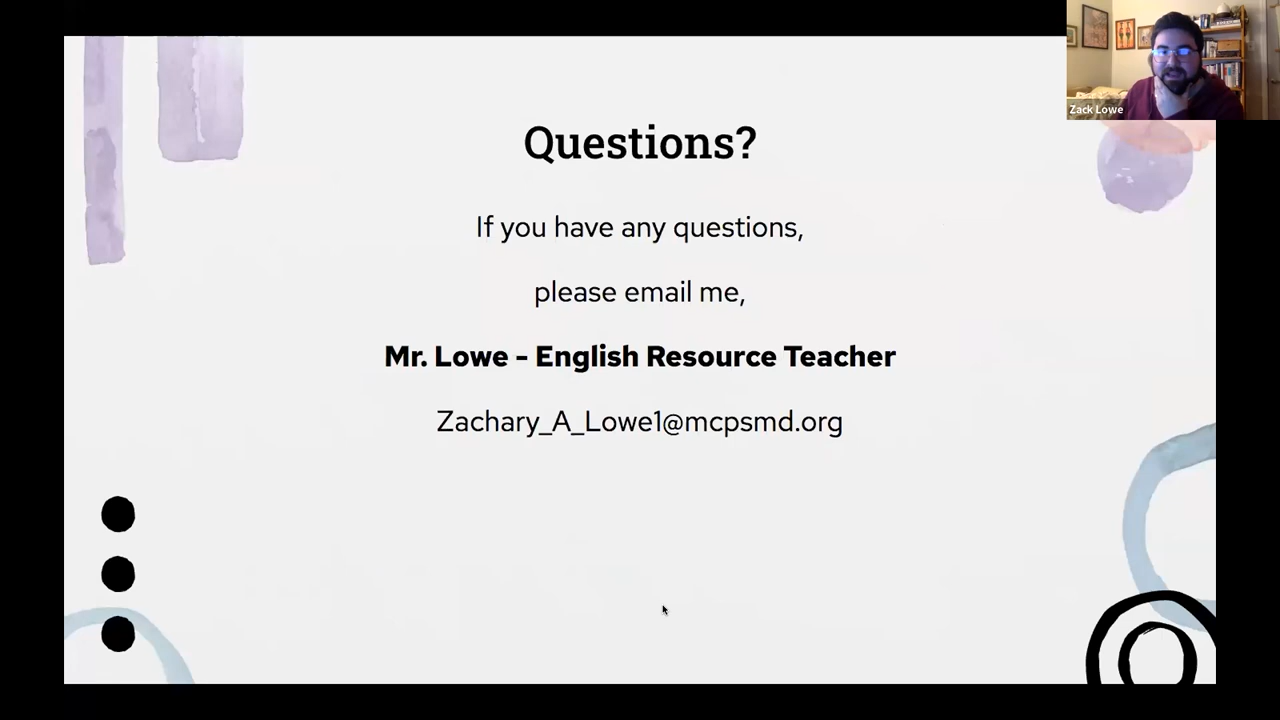 Zack Lowe
Questions?
If you have any questions,
please email me,
Mr. Lowe - English Resource Teacher
Zachary_A_Lowe1@mcpsmd.org